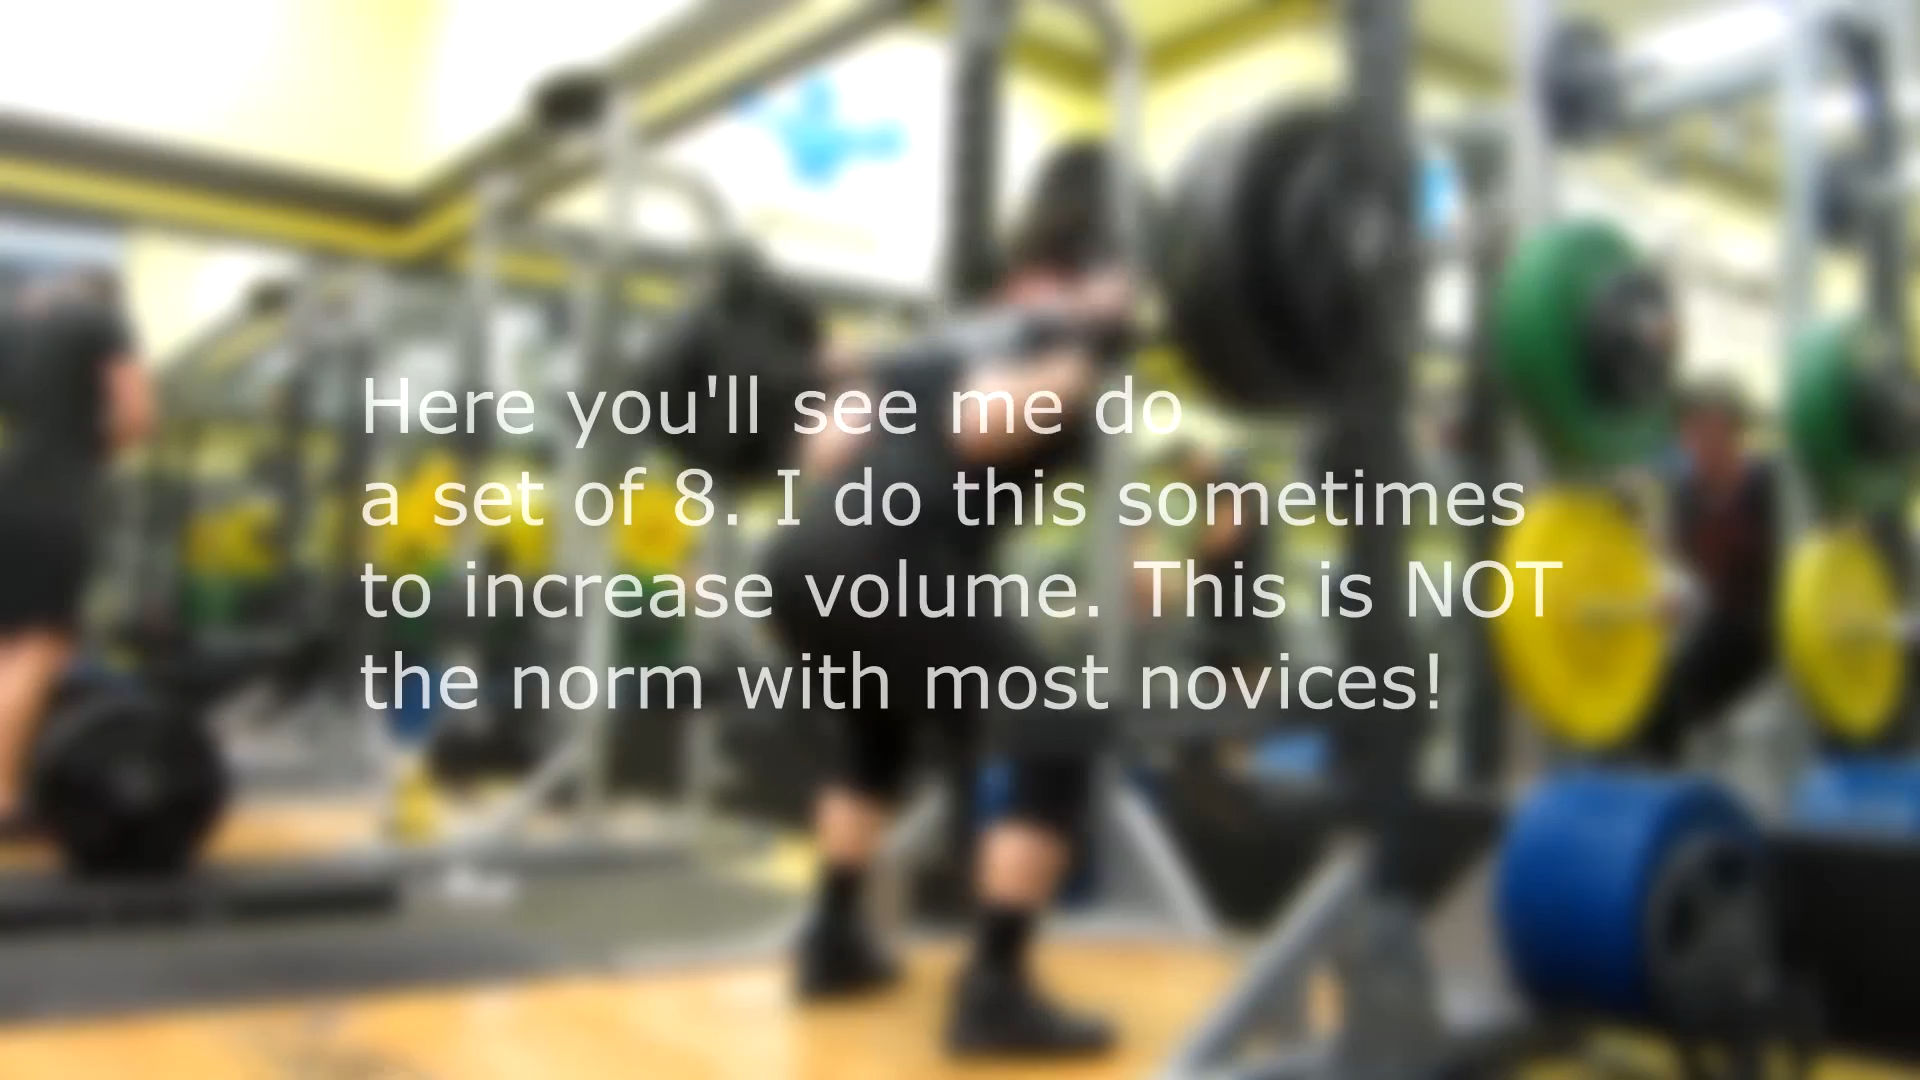 Here you'll see me do
a set of 8. I do this sometimes
to increase volume. This is NOT
the norm with most novices!